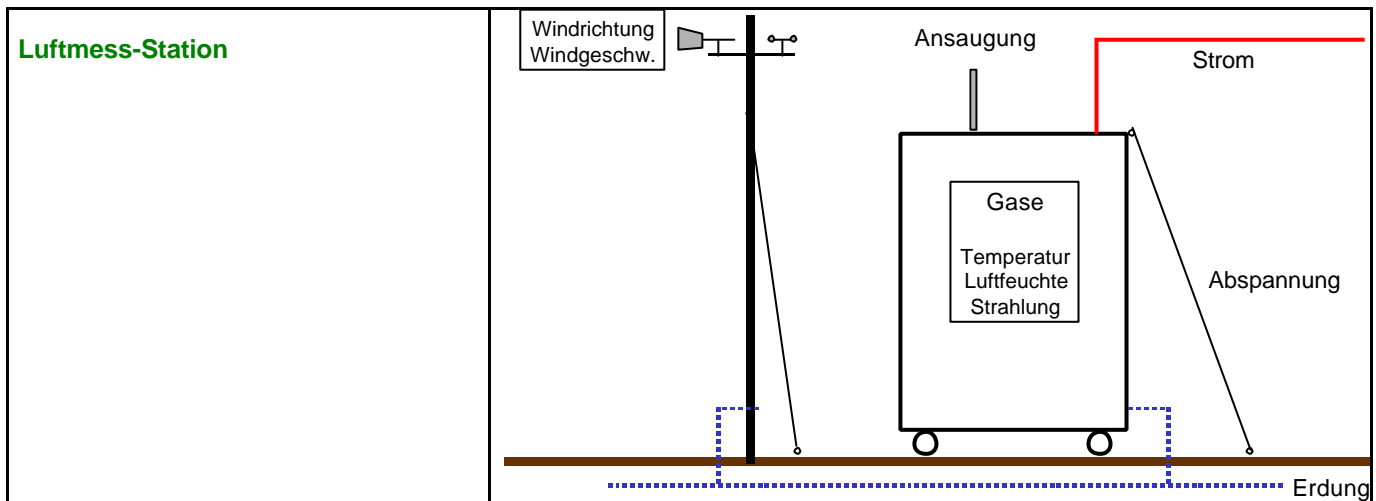 Luftmess-Station
Windrichtung
Windgeschw.
Ansaugung
Strom
Gase
Temperatur
Luftfeuchte
Strahlung
Abspannung
Erdung